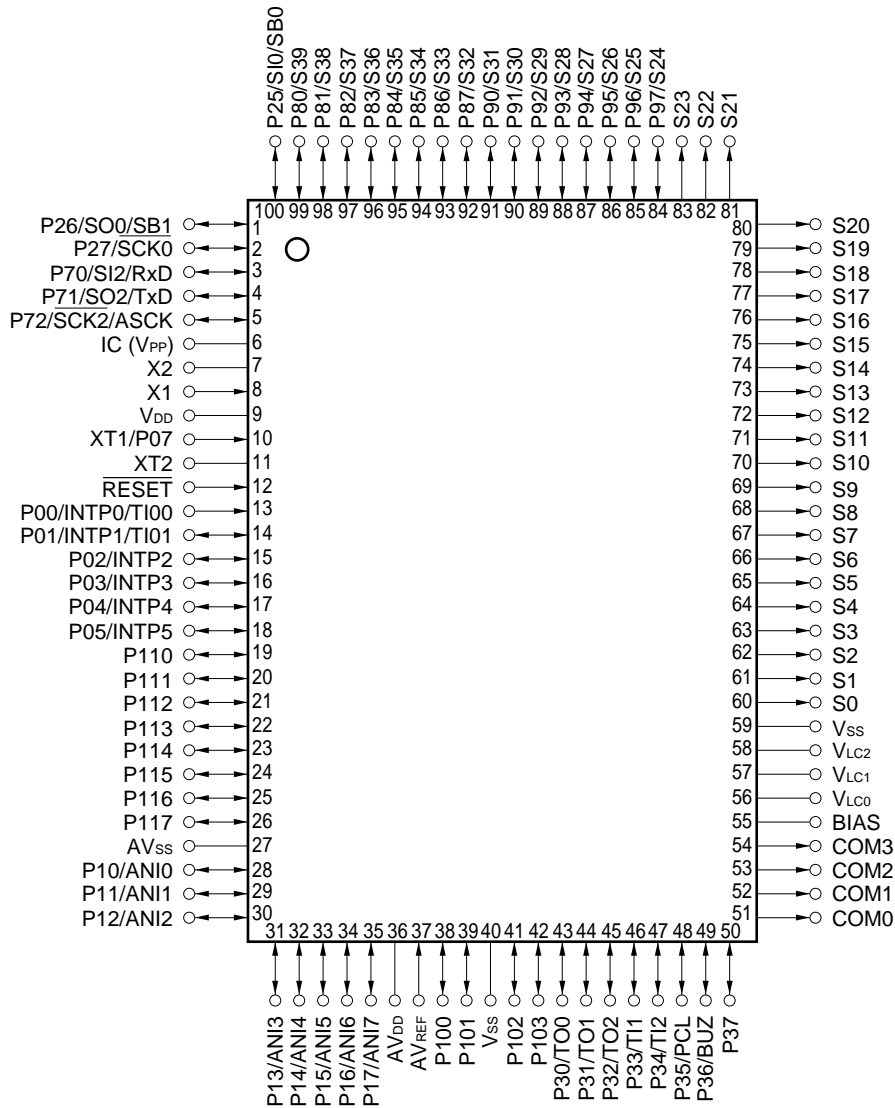 P25/SI0/SB0
P80/S39
P81/S38
P82/S37
P83/S36
P84/S35
P85/S34
P86/S33
P87/S32
P90/S31
P91/S30
P92/S29
P93/S28
P94/S27
P95/S26
P96/S25
P97/S24
S23
S22
S21
100 99 98 97 96 95 94 93 92 91 90 89 88 87 86 85 84 83 82 81
P26/SO0/SB1 1 80 S20
P27/SCK0 2 79 S19
P70/SI2/RxD 3 78 S18
P71/SO2/TxD 4 77 S17
P72/SCK2/ASCK 5 76 S16
IC (VPP) 6 75 S15
X2 7 74 S14
X1 8 73 S13
VDD 9 72 S12
XT1/P07 10 71 S11
XT2 11 70 S10
RESET 12 69 S9
P00/INTP0/TI00 13 68 S8
P01/INTP1/TI01 14 67 S7
P02/INTP2 15 66 S6
P03/INTP3 16 65 S5
P04/INTP4 17 64 S4
P05/INTP5 18 63 S3
P110 19 62 S2
P111 20 61 S1
P112 21 60 S0
P113 22 59 VSS
P114 23 58 VLC2
P115 24 57 VLC1
P116 25 56 VLC0
P117 26 55 BIAS
AVSS 27 54 COM3
P10/ANI0 28 53 COM2
P11/ANI1 29 52 COM1
P12/ANI2 30 51 COM0
31 32 33 34 35 36 37 38 39 40 41 42 43 44 45 46 47 48 49 50
P13/ANI3
P14/ANI4
P15/ANI5
P16/ANI6
P17/ANI7
AVDD
AVREF
P100
P101
VSS
P102
P103
P30/TO0
P31/TO1
P32/TO2
P33/TI1
P34/TI2
P35/PCL
P36/BUZ
P37